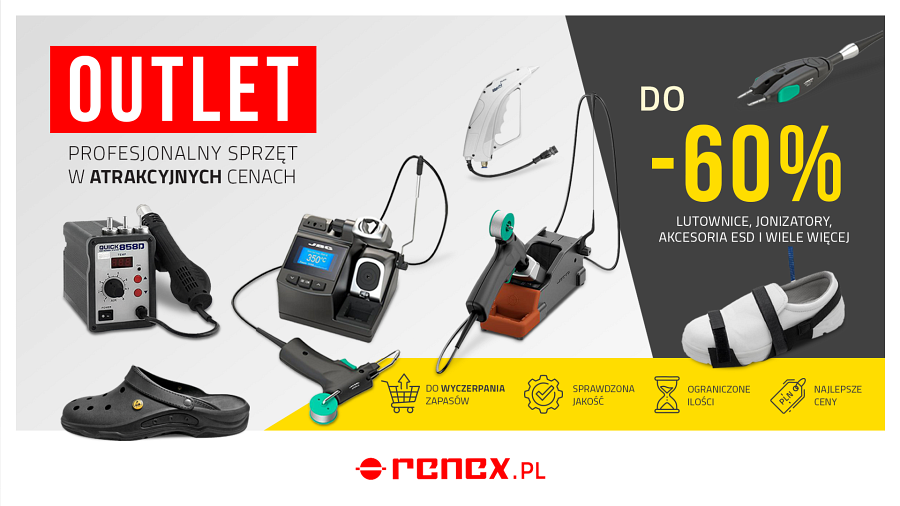 OUTLET
PROFESJONALNY SPRZĘT
W ATRAKCYJNYCH CENACH
DO
-60%
LUTOWNICE, JONIZATORY,
AKCESORIA ESD I WIELE WIĘCEJ
QUICK 858D
JBC
350°C
DO WYCZERPANIA
ZAPASÓW
SPRAWDZONA
JAKOŚĆ
OGRANICZONE
ILOŚCI
PLN
NAJLEPSZE
CENY
renex.PL